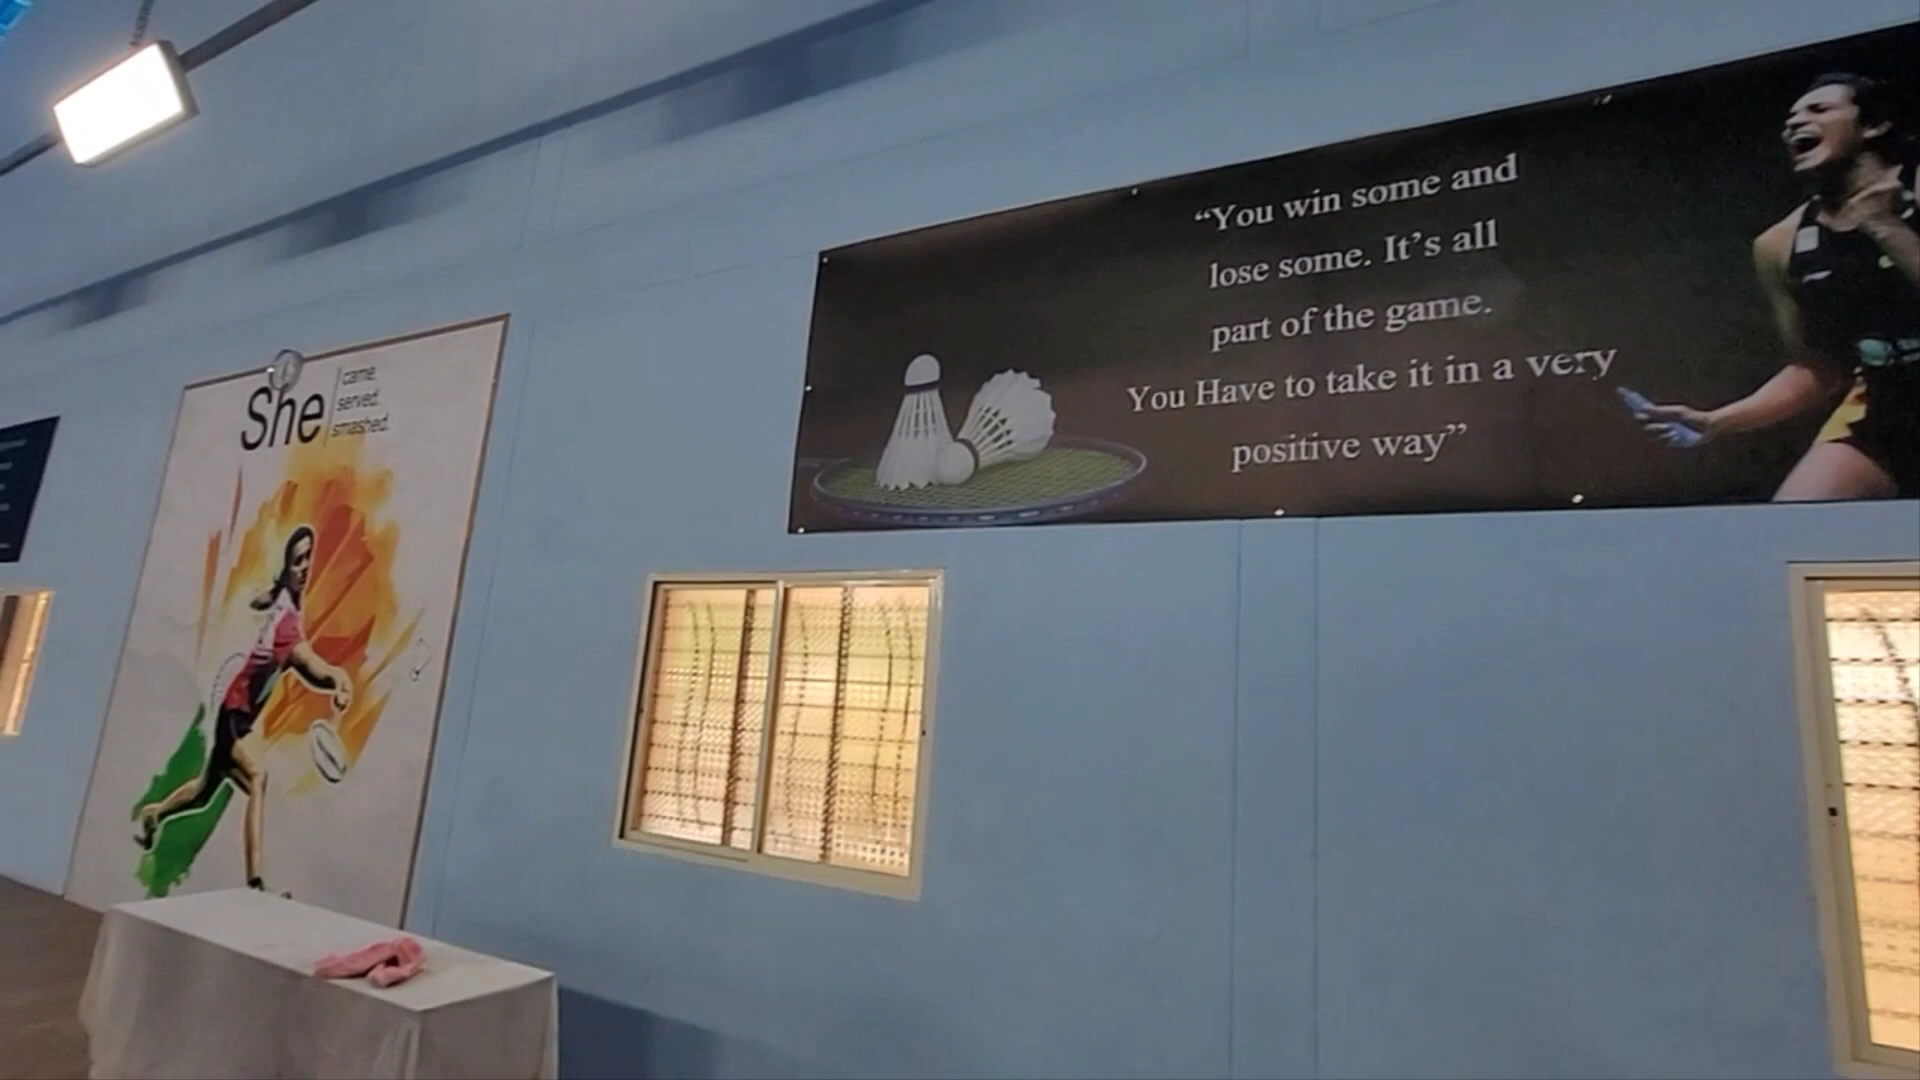 She
came.
served.
smashed.
“You win some and
lose some. It’s all
part of the game.
You Have to take it in a very
positive way”